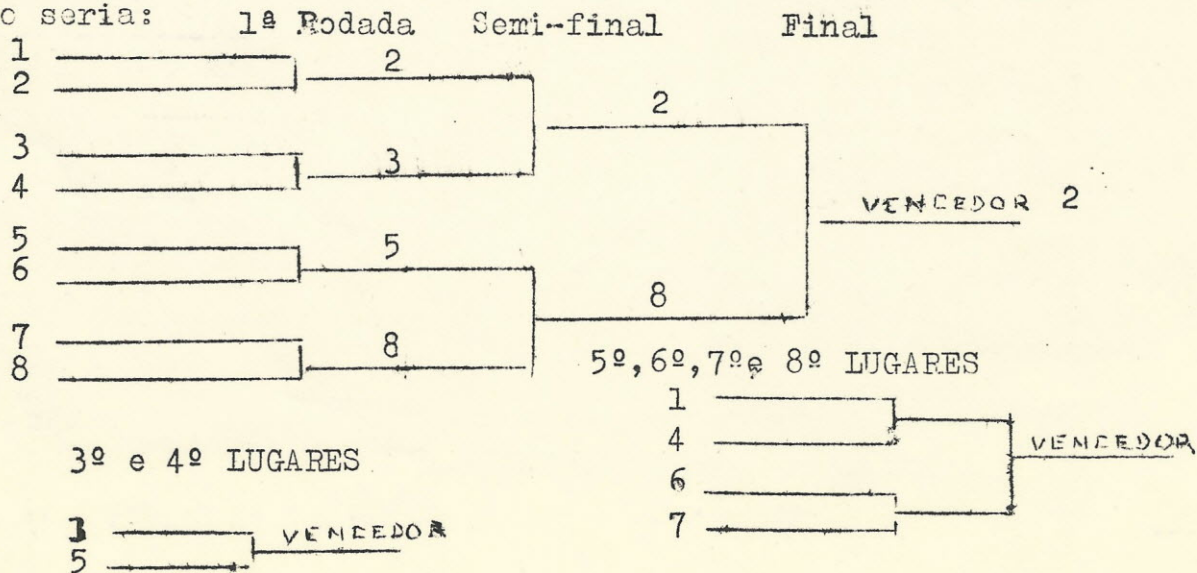 o seria:
1ª Rodada Semi-final Final
1
2
2
2
3
3
4
VENCEDOR 2
5
5
6
8
7
8
8
5º,6º,7º e 8º LUGARES
1
4
VENCEDOR
6
7
3º e 4º LUGARES
3
VENCEDOR
5